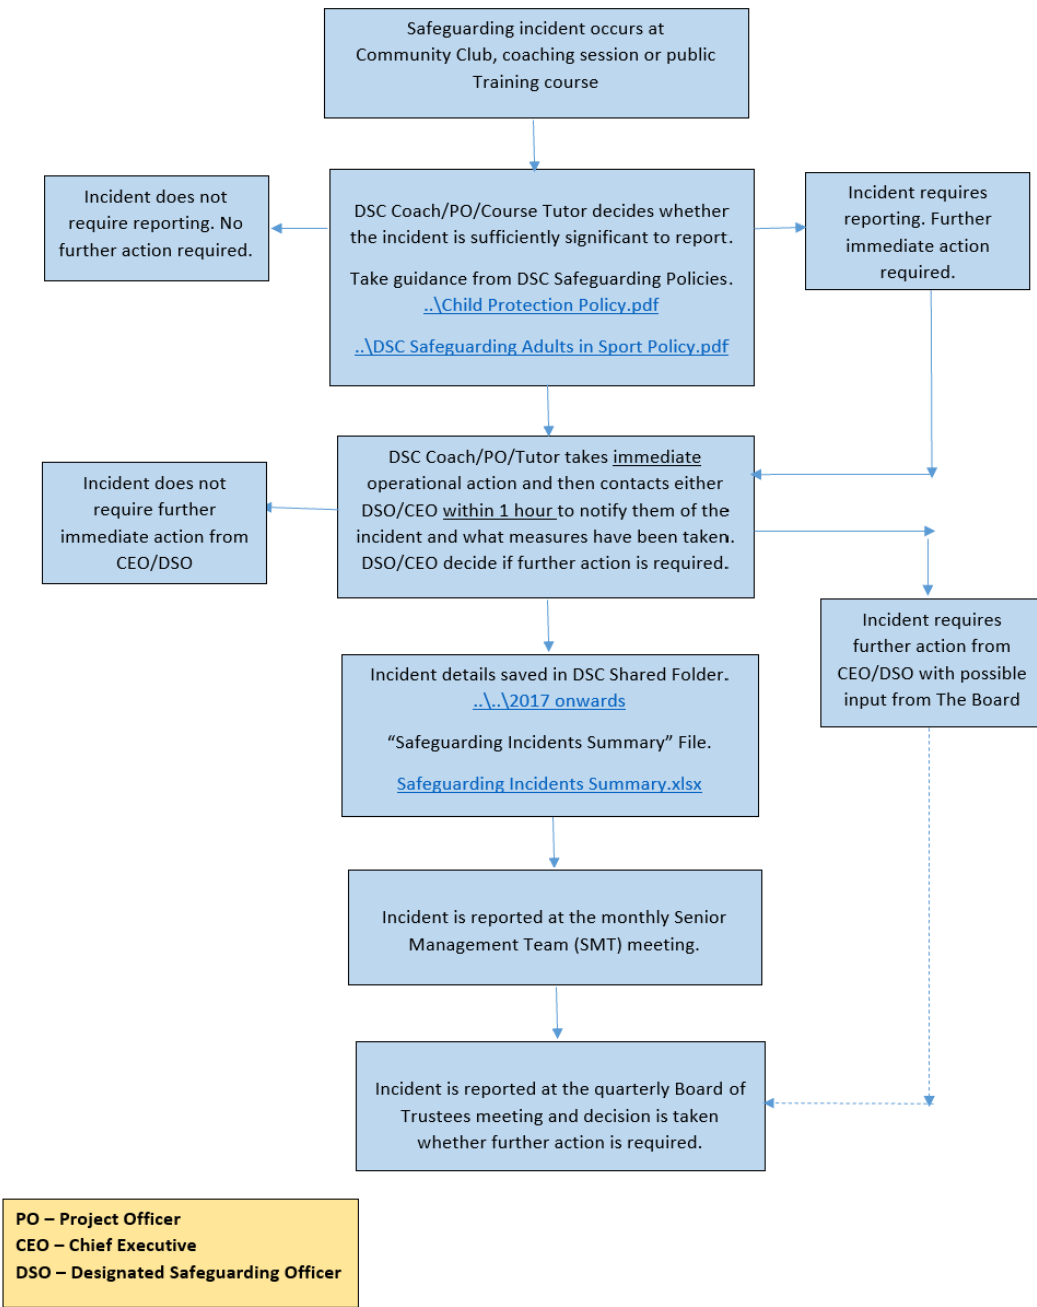 Safeguarding incident occurs at
Community Club, coaching session or public
Training course
Incident does not
require reporting. No
further action required.
DSC Coach/PO/Course Tutor decides whether
the incident is sufficiently significant to report.
Take guidance from DSC Safeguarding Policies.
..\Child Protection Policy.pdf
..\DSC Safeguarding Adults in Sport Policy.pdf
Incident requires
reporting. Further
immediate action
required.
Incident does not
require further
immediate action from
CEO/DSO
DSC Coach/PO/Tutor takes immediate
operational action and then contacts either
DSO/CEO within 1 hour to notify them of the
incident and what measures have been taken.
DSO/CEO decide if further action is required.
Incident requires
further action from
CEO/DSO with possible
input from The Board
Incident details saved in DSC Shared Folder.
..\..\2017 onwards
“Safeguarding Incidents Summary” File.
Safeguarding Incidents Summary.xlsx
Incident is reported at the monthly Senior
Management Team (SMT) meeting.
Incident is reported at the quarterly Board of
Trustees meeting and decision is taken
whether further action is required.
PO – Project Officer
CEO – Chief Executive
DSO – Designated Safeguarding Officer